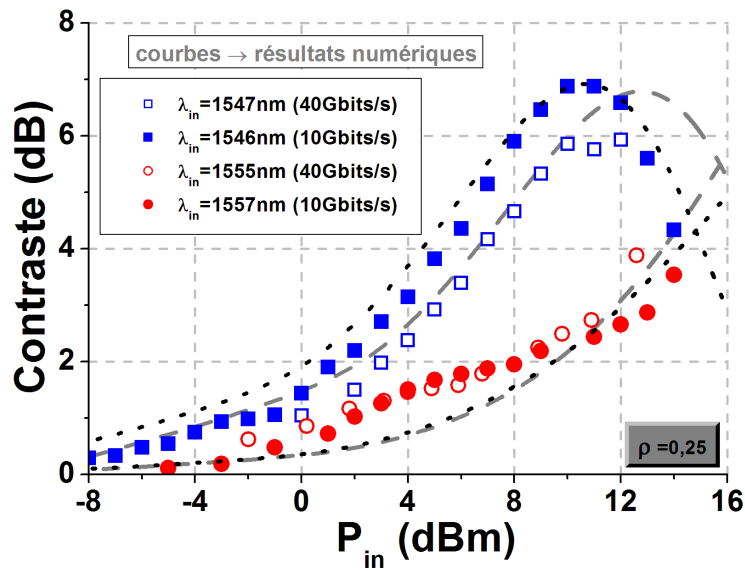 8
6
4
2
0
Contraste (dB)
courbes → résultats numériques
λin=1547nm (40Gbits/s)
λin=1546nm (10Gbits/s)
λin=1555nm (40Gbits/s)
λin=1557nm (10Gbits/s)
ρ =0,25
-8
-4
0
4
8
12
16
Pin (dBm)